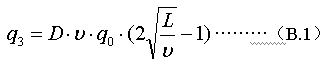 q₃ = D·υ·q₀·(2√(L/υ) − 1) ⋯⋯⋯ （B.1）